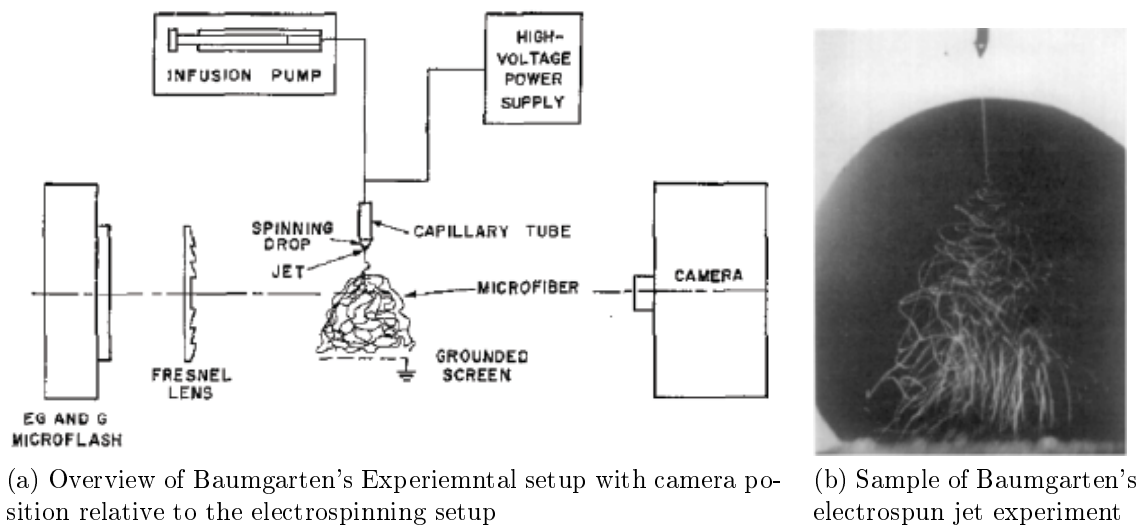 INFUSION PUMP
HIGH-
VOLTAGE
POWER
SUPPLY
SPINNING
DROP
JET
CAPILLARY TUBE
MICROFIBER
CAMERA
GROUNDED
SCREEN
FRESNEL
LENS
EG AND G
MICROFLASH
(a) Overview of Baumgarten's Experiemntal setup with camera po-
sition relative to the electrospinning setup
(b) Sample of Baumgarten's
electrospun jet experiment